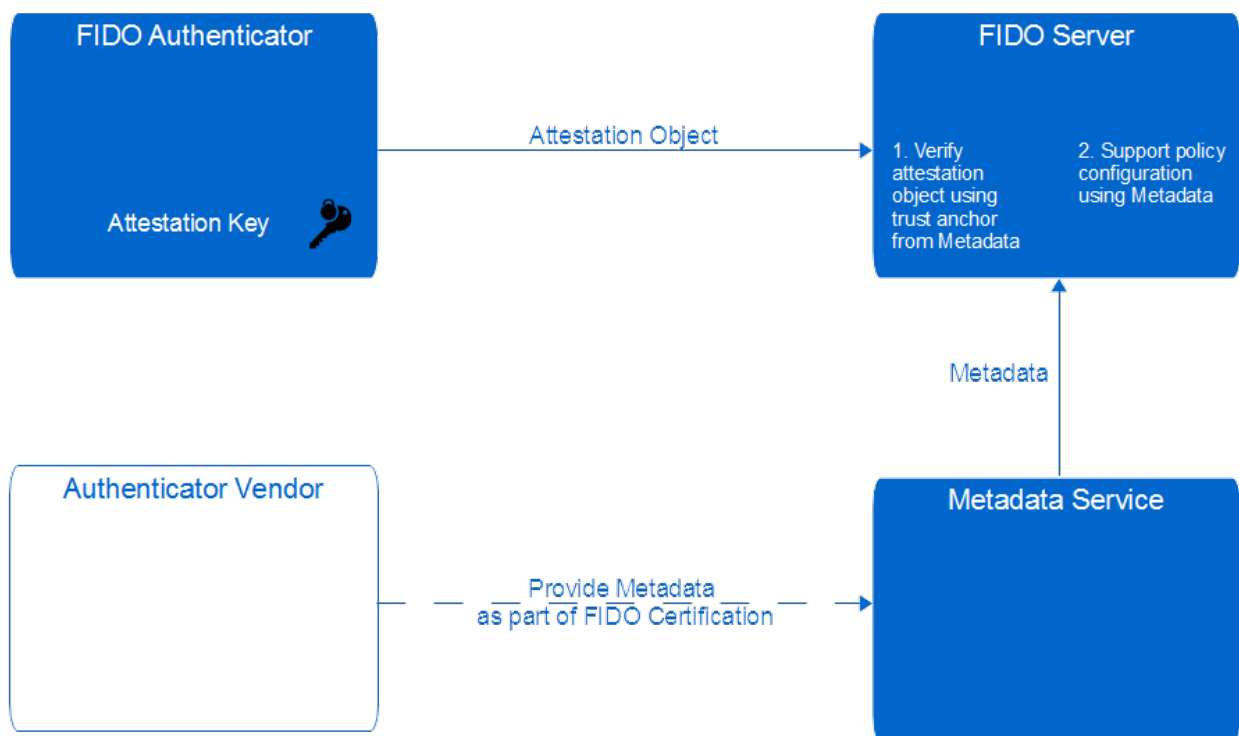 FIDO Authenticator
Attestation Key
Attestation Object
FIDO Server
1. Verify
attestation
object using
trust anchor
from Metadata
2. Support policy
configuration
using Metadata
Metadata
Authenticator Vendor
Provide Metadata
as part of FIDO Certification
Metadata Service